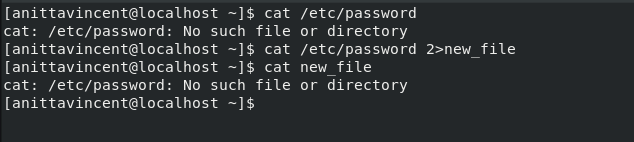 [anittavincent@localhost ~]$ cat /etc/password
cat: /etc/password: No such file or directory
[anittavincent@localhost ~]$ cat /etc/password 2>new_file
[anittavincent@localhost ~]$ cat new_file
cat: /etc/password: No such file or directory
[anittavincent@localhost ~]$